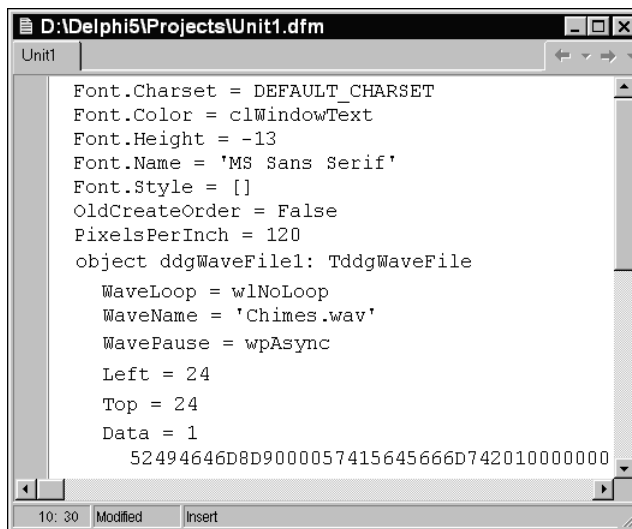 D:\Delphi5\Projects\Unit1.dfm
Unit1
Font.Charset = DEFAULT_CHARSET
Font.Color = clWindowText
Font.Height = -13
Font.Name = 'MS Sans Serif'
Font.Style = []
OldCreateOrder = False
PixelsPerInch = 120
object ddgWaveFile1: TddgWaveFile
WaveLoop = wlNoLoop
WaveName = 'Chimes.wav'
WavePause = wpAsync
Left = 24
Top = 24
Data = 1
52494646D8D9000057415645666D742010000000
10: 30 Modified Insert